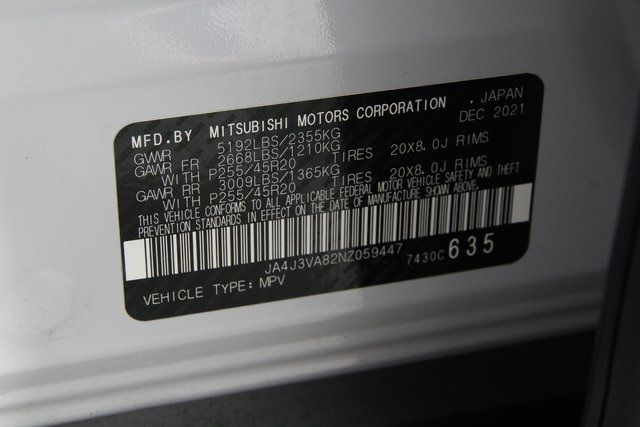 MFD.BY MITSUBISHI MOTORS CORPORATION . JAPAN
GVWR 5192LBS/2355KG DEC 2021
GAWR FR 2668LBS/1210KG
WITH P255/45R20 TIRES 20X8.0J RIMS
GAWR RR 3009LBS/1365KG
WITH P255/45R20 TIRES 20X8.0J RIMS
THIS VEHICLE CONFORMS TO ALL APPLICABLE FEDERAL MOTOR VEHICLE SAFETY AND THEFT
PREVENTION STANDARDS IN EFFECT ON THE DATE OF MANUFACTURE SHOWN ABOVE.
JA4J3VA82NZ059447 7430C 635
VEHICLE TYPE: MPV